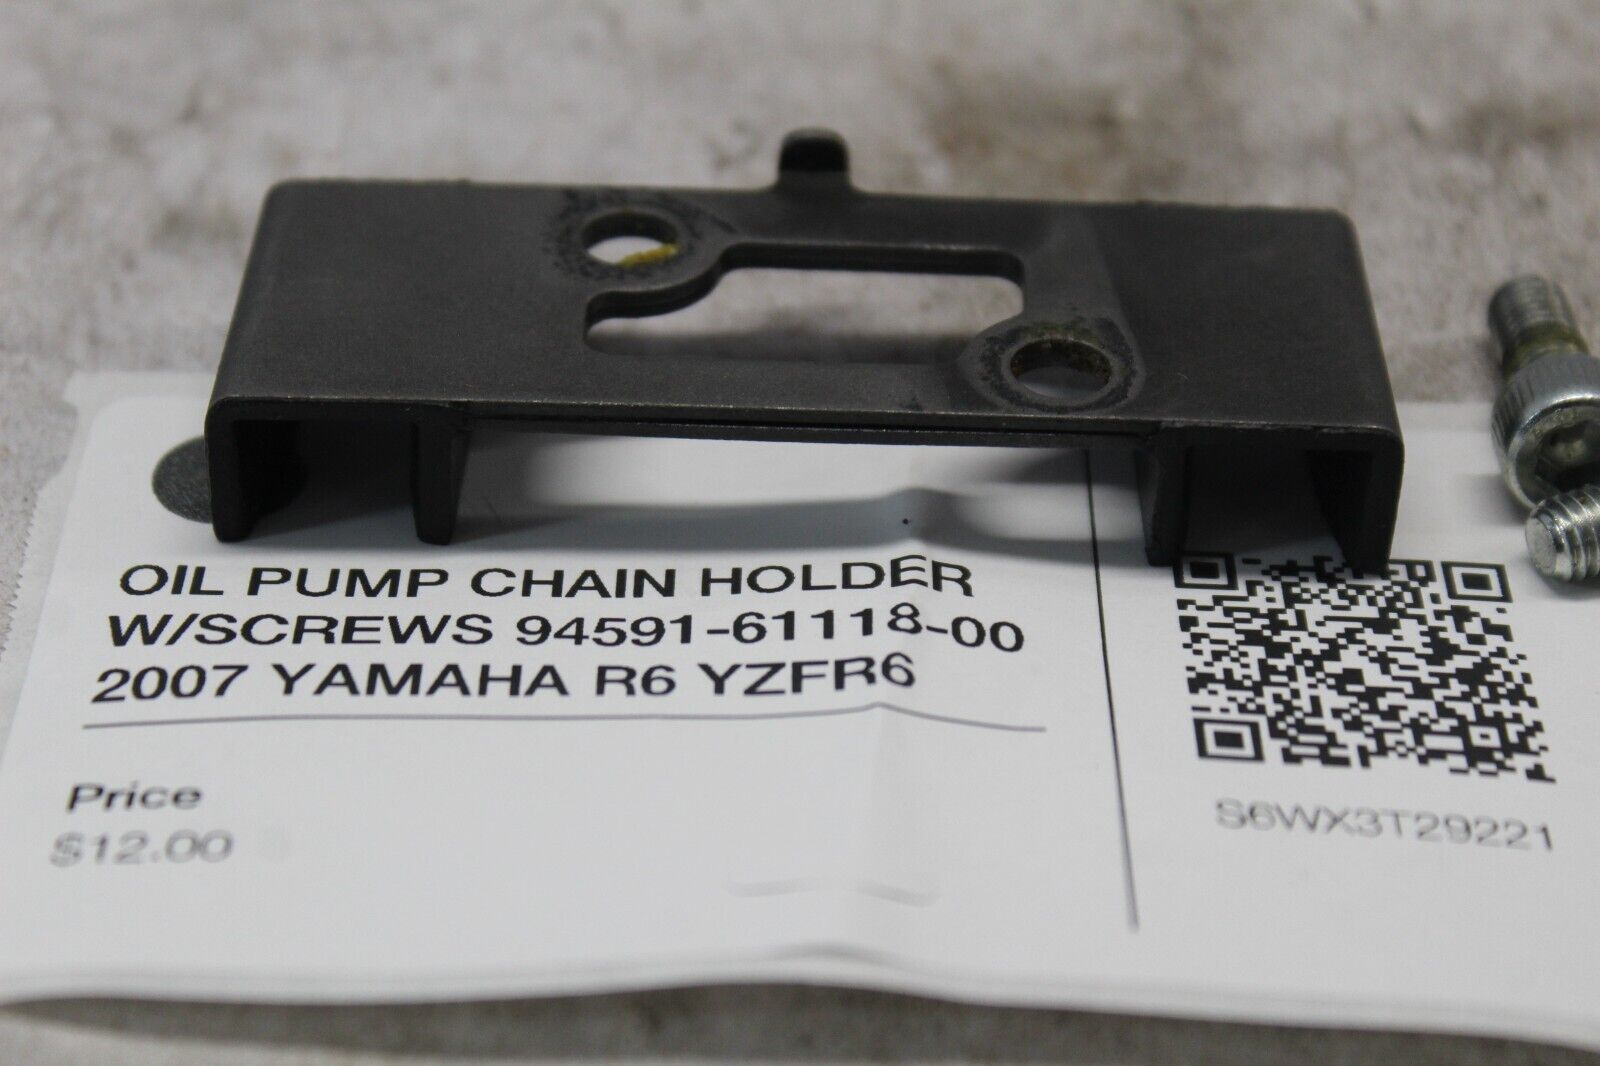 OIL PUMP CHAIN HOLDER
W/SCREWS 94591-61118-00
2007 YAMAHA R6 YZFR6
Price
$12.00
S6WX3T29221